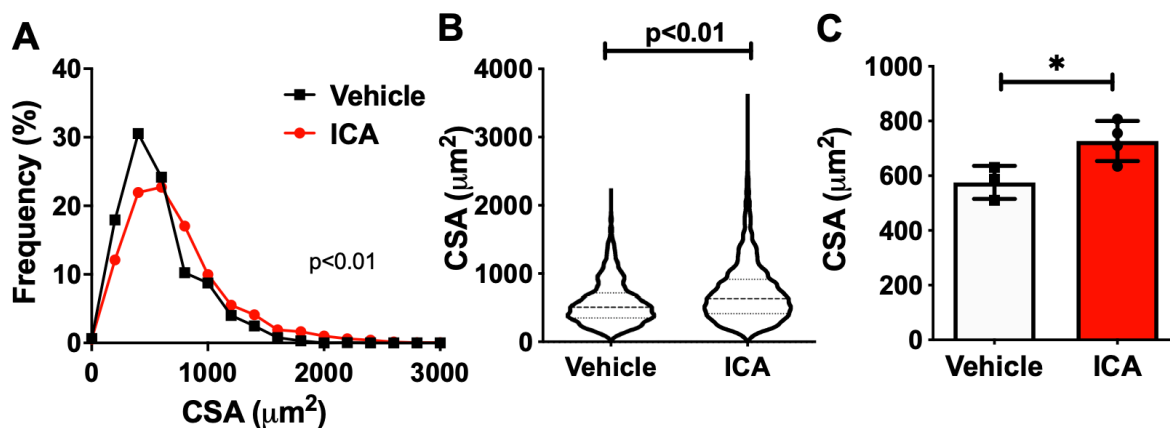 A
Frequency (%)
40
30
20
10
0
Vehicle
ICA
p<0.01
0 1000 2000 3000
CSA (μm²)
B
p<0.01
CSA (μm²)
4000
3000
2000
1000
0
Vehicle ICA
C
*
CSA (μm²)
1000
800
600
400
200
0
Vehicle ICA